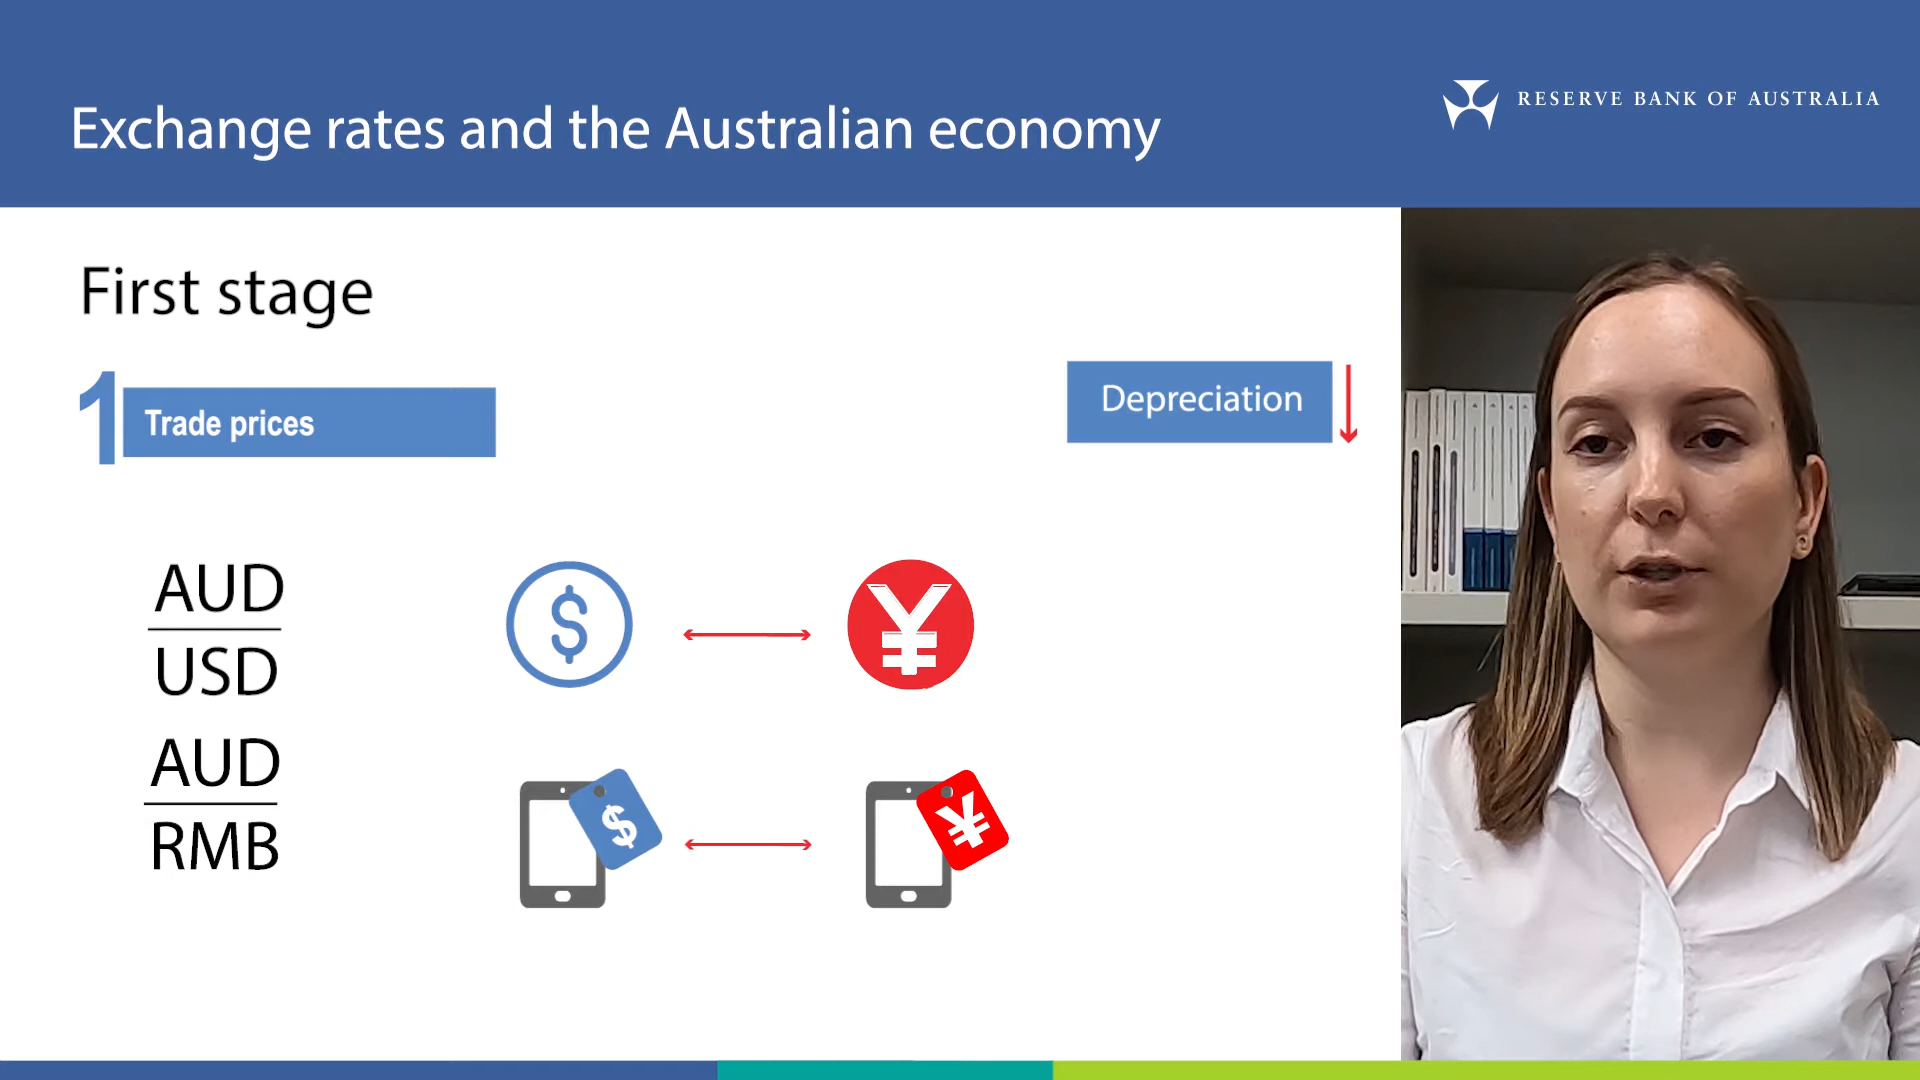 Exchange rates and the Australian economy
RESERVE BANK OF AUSTRALIA
First stage
1 Trade prices
Depreciation
AUD
USD
$
¥
AUD
RMB
$
¥